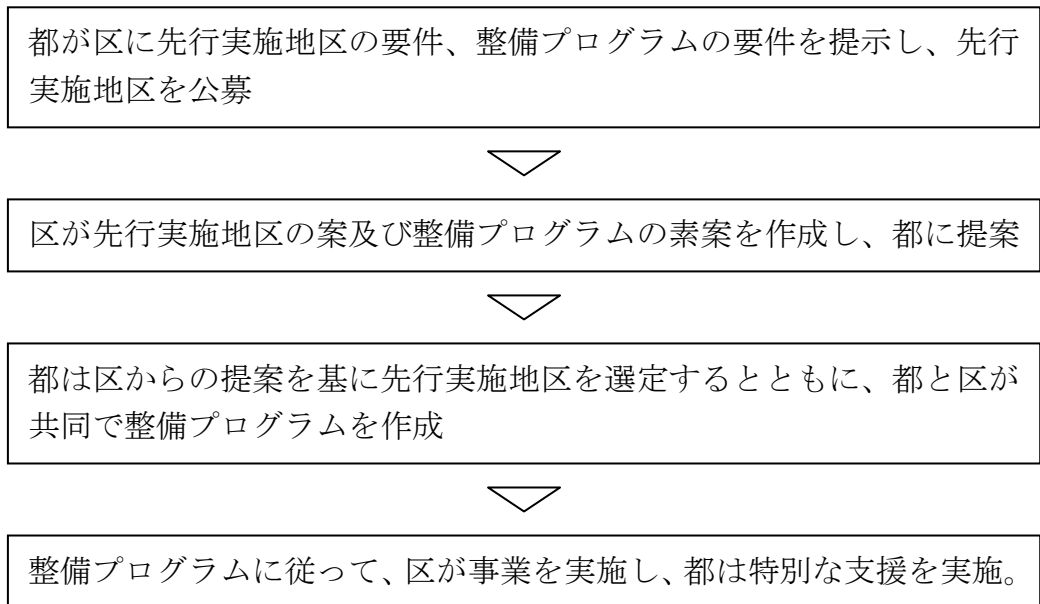 都が区に先行実施地区の要件、整備プログラムの要件を提示し、先行
実施地区を公募
区が先行実施地区の案及び整備プログラムの素案を作成し、都に提案
都は区からの提案を基に先行実施地区を選定するとともに、都と区が
共同で整備プログラムを作成
整備プログラムに従って、区が事業を実施し、都は特別な支援を実施。